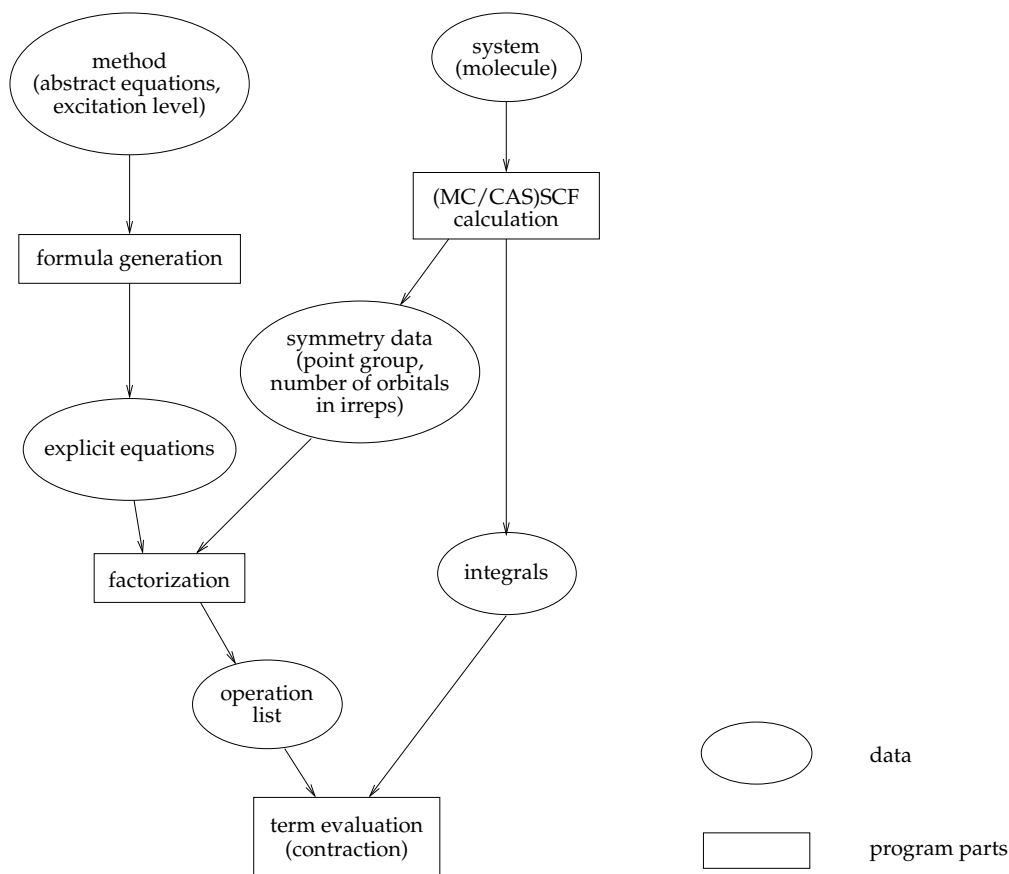 method
(abstract equations,
excitation level)
system
(molecule)
(MC/CAS)SCF
calculation
formula generation
symmetry data
(point group,
number of orbitals
in irreps)
explicit equations
factorization
integrals
operation
list
data
term evaluation
(contraction)
program parts